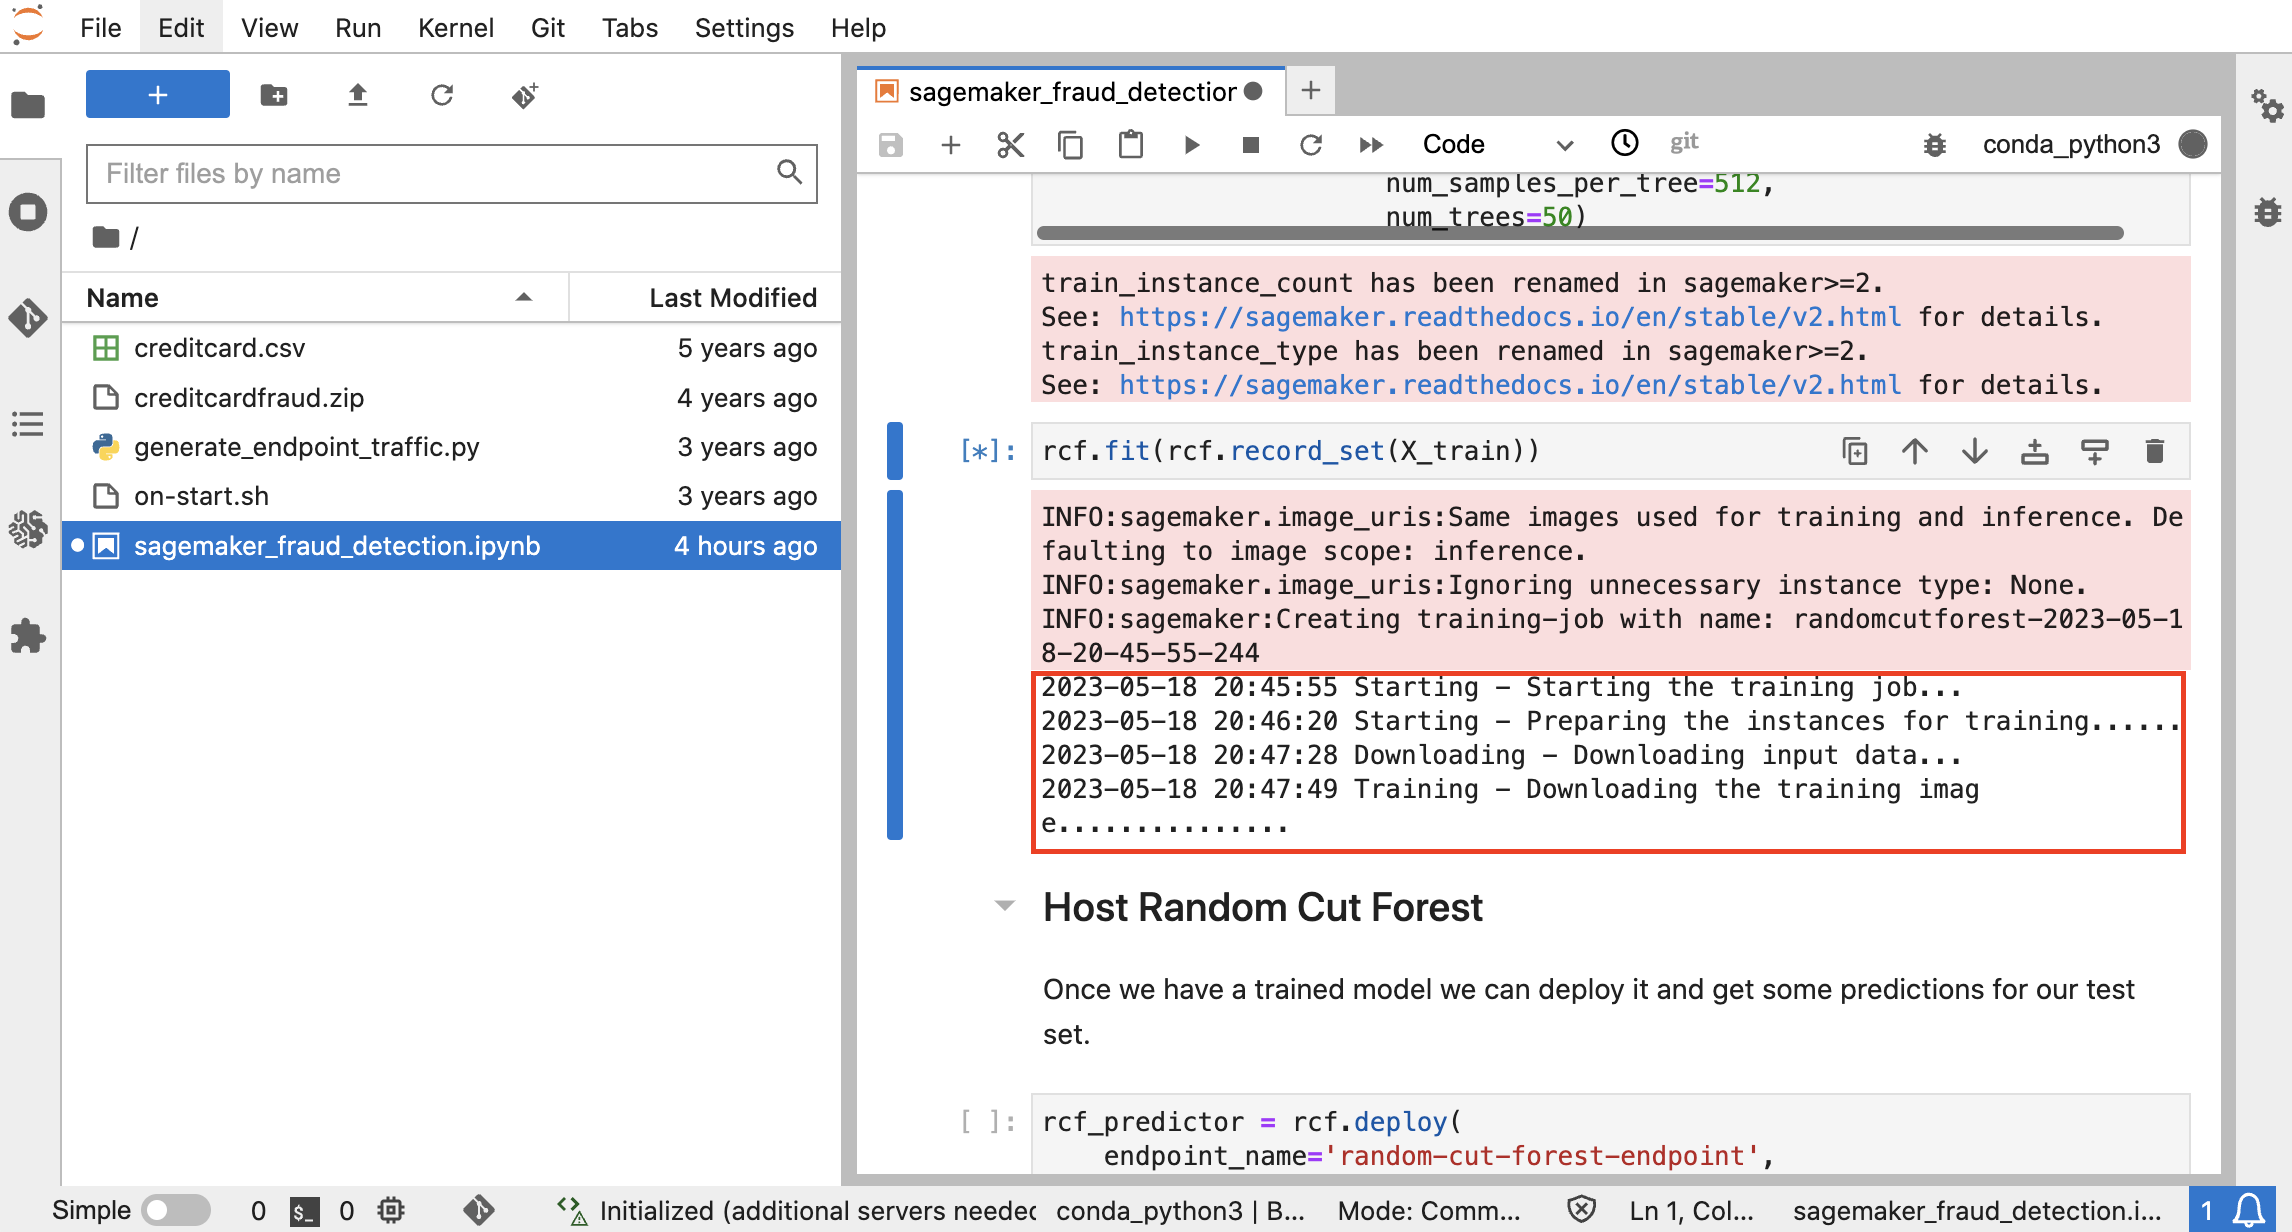 File Edit View Run Kernel Git Tabs Settings Help
+
Filter files by name
/
Name Last Modified
creditcard.csv 5 years ago
creditcardfraud.zip 4 years ago
generate_endpoint_traffic.py 3 years ago
on-start.sh 3 years ago
sagemaker_fraud_detection.ipynb 4 hours ago
sagemaker_fraud_detection
Code git conda_python3
num_samples_per_tree=512,
num_trees=50)
train_instance_count has been renamed in sagemaker>=2.
See: https://sagemaker.readthedocs.io/en/stable/v2.html for details.
train_instance_type has been renamed in sagemaker>=2.
See: https://sagemaker.readthedocs.io/en/stable/v2.html for details.
[*]: rcf.fit(rcf.record_set(X_train))
INFO:sagemaker.image_uris:Same images used for training and inference. De
faulting to image scope: inference.
INFO:sagemaker.image_uris:Ignoring unnecessary instance type: None.
INFO:sagemaker:Creating training-job with name: randomcutforest-2023-05-1
8-20-45-55-244
2023-05-18 20:45:55 Starting - Starting the training job...
2023-05-18 20:46:20 Starting - Preparing the instances for training......
2023-05-18 20:47:28 Downloading - Downloading input data...
2023-05-18 20:47:49 Training - Downloading the training imag
e...............
Host Random Cut Forest
Once we have a trained model we can deploy it and get some predictions for our test
set.
[ ]: rcf_predictor = rcf.deploy(
endpoint_name='random-cut-forest-endpoint',
Simple 0 $_ 0 Initialized (additional servers needed conda_python3 | B... Mode: Comm... Ln 1, Col... sagemaker_fraud_detection.i... 1